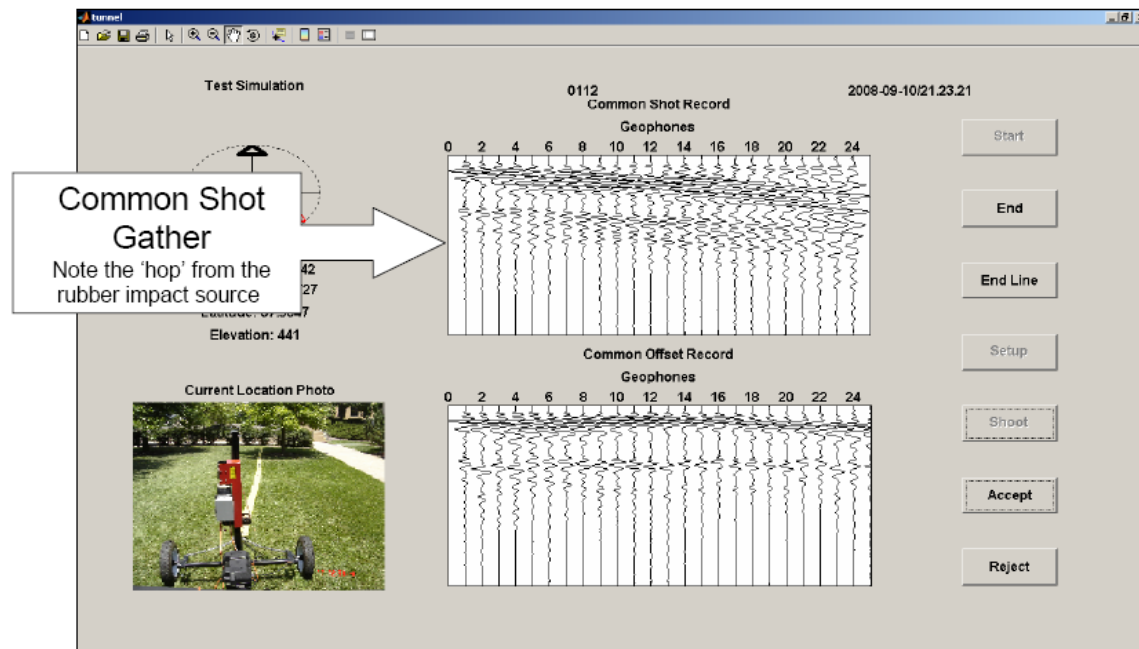 tunnel
Test Simulation
0112
2008-09-10/21.23.21
Common Shot Record
Geophones
0 2 4 6 8 10 12 14 16 18 20 22 24
Common Shot
Gather
Note the ‘hop’ from the
rubber impact source
42
27
Elevation: 441
Common Offset Record
Geophones
0 2 4 6 8 10 12 14 16 18 20 22 24
Current Location Photo
Start
End
End Line
Setup
Shoot
Accept
Reject